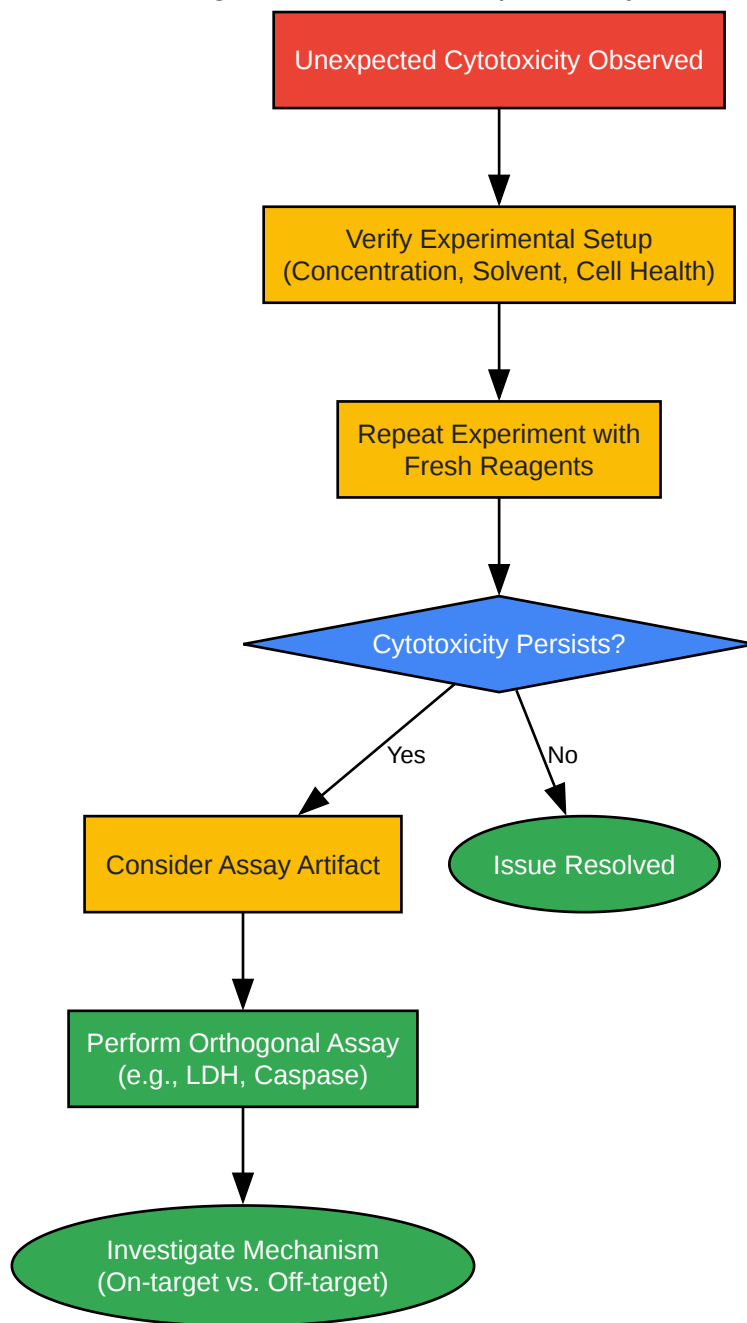 Unexpected Cytotoxicity Observed
Verify Experimental Setup
(Concentration, Solvent, Cell Health)
Repeat Experiment with
Fresh Reagents
Cytotoxicity Persists?
Yes
No
Consider Assay Artifact
Issue Resolved
Perform Orthogonal Assay
(e.g., LDH, Caspase)
Investigate Mechanism
(On-target vs. Off-target)